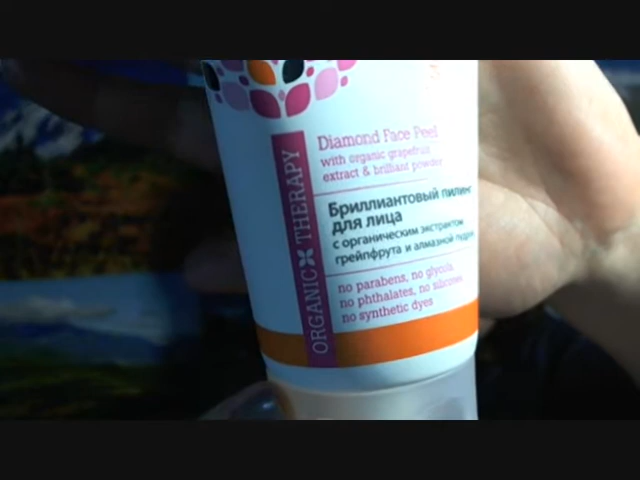 Diamond Face Peel
with organic grapefruit
extract & brilliant powder
Бриллиантовый пилинг
для лица
с органическим экстрактом
грейпфрута и алмазной пудры
no parabens, no glycols
no phthalates, no silicones
no synthetic dyes
ORGANIC THERAPY